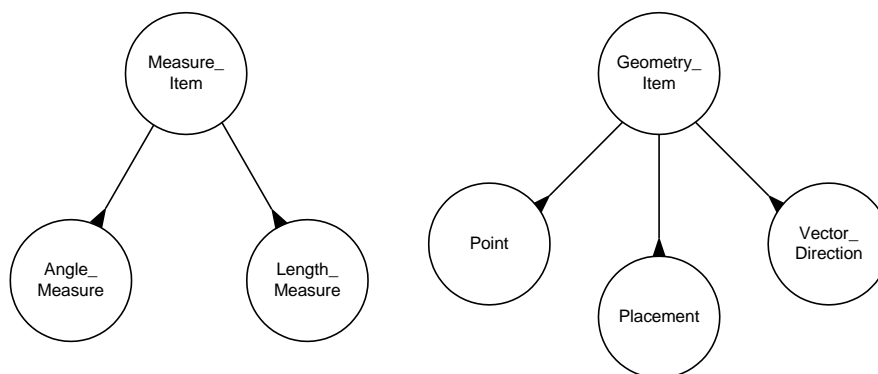 Measure_
Item
Geometry_
Item
Angle_
Measure
Length_
Measure
Point
Placement
Vector_
Direction